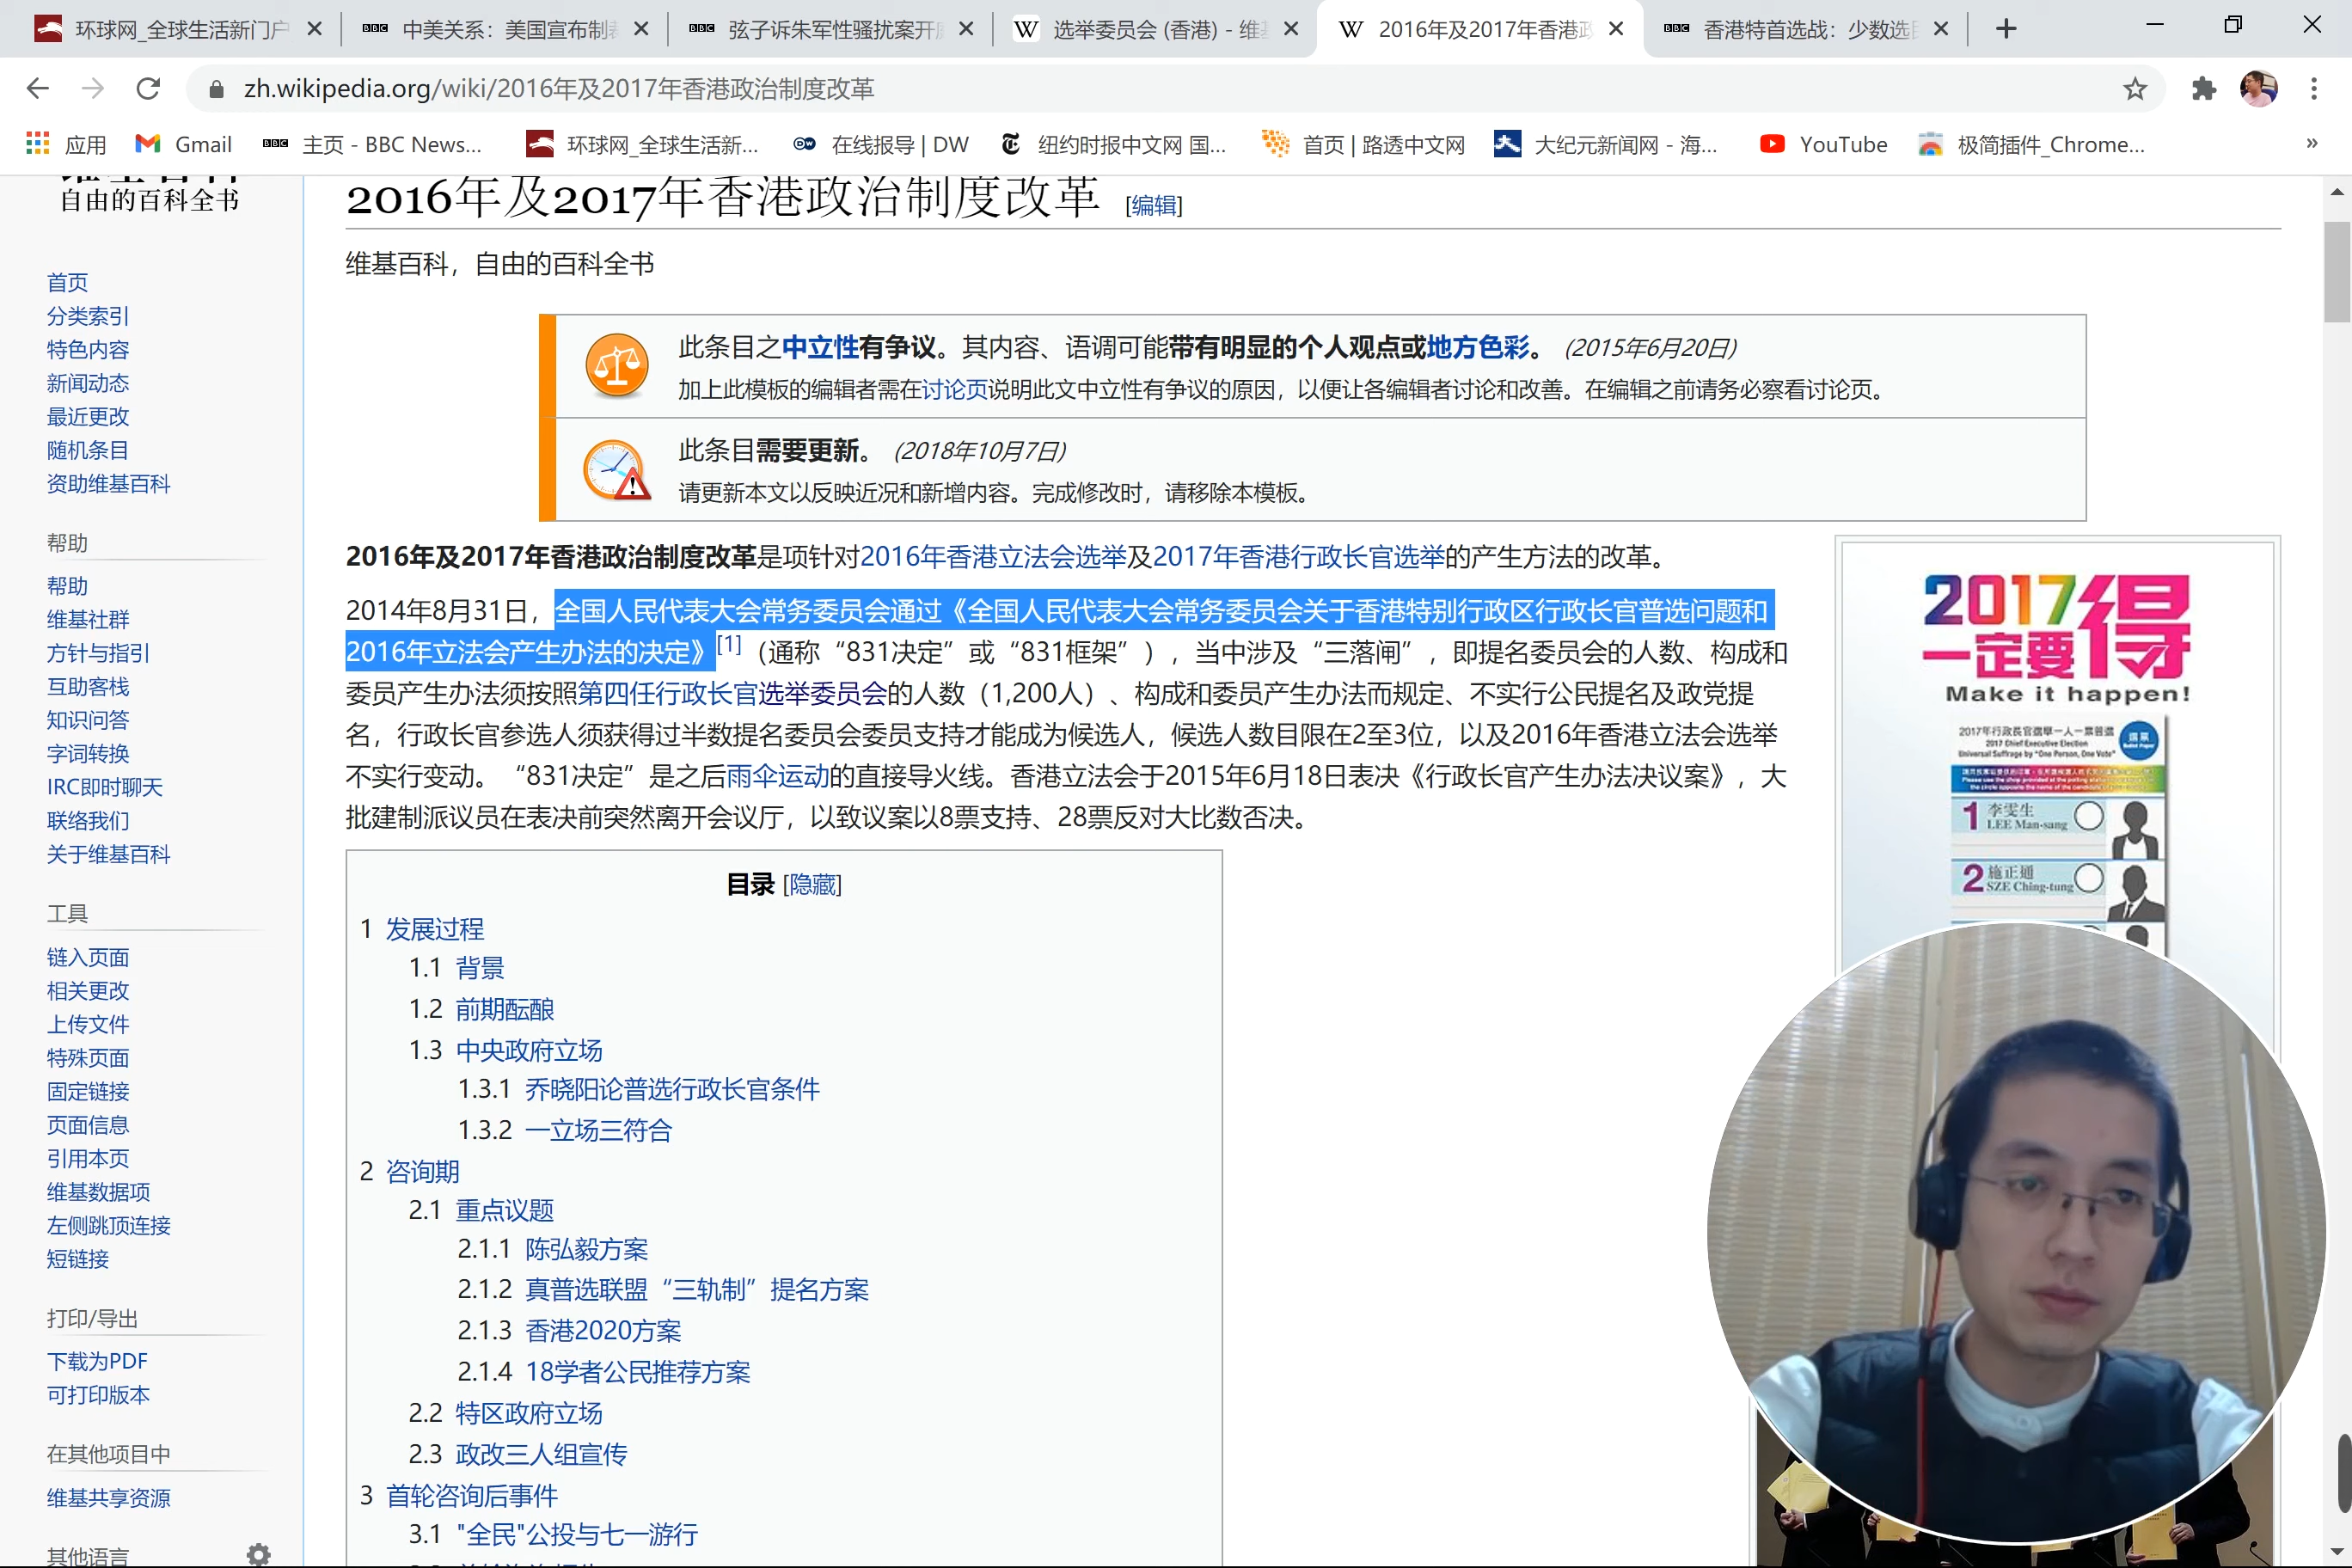 环球网_全球生活新门户
中美关系：美国宣布制裁
弦子诉朱军性骚扰案开庭
选举委员会 (香港) - 维基
2016年及2017年香港政
香港特首选战：少数选民
zh.wikipedia.org/wiki/2016年及2017年香港政治制度改革
应用
Gmail
主页 - BBC News...
环球网_全球生活新...
在线报导 | DW
纽约时报中文网 国...
首页 | 路透中文网
大纪元新闻网 - 海...
YouTube
极简插件_Chrome...
»
自由的百科全书
首页
分类索引
特色内容
新闻动态
最近更改
随机条目
资助维基百科
帮助
帮助
维基社群
方针与指引
互助客栈
知识问答
字词转换
IRC即时聊天
联络我们
关于维基百科
工具
链入页面
相关更改
上传文件
特殊页面
固定链接
页面信息
引用本页
维基数据项
左侧跳顶连接
短链接
打印/导出
下载为PDF
可打印版本
在其他项目中
维基共享资源
其他语言
2016年及2017年香港政治制度改革 [编辑]
维基百科，自由的百科全书
此条目之中立性有争议。其内容、语调可能带有明显的个人观点或地方色彩。 (2015年6月20日)
加上此模板的编辑者需在讨论页说明此文中立性有争议的原因，以便让各编辑者讨论和改善。在编辑之前请务必察看讨论页。
此条目需要更新。 (2018年10月7日)
请更新本文以反映近况和新增内容。完成修改时，请移除本模板。
2016年及2017年香港政治制度改革是项针对2016年香港立法会选举及2017年香港行政长官选举的产生方法的改革。
2014年8月31日，全国人民代表大会常务委员会通过《全国人民代表大会常务委员会关于香港特别行政区行政长官普选问题和
2016年立法会产生办法的决定》[1]（通称“831决定”或“831框架”），当中涉及“三落闸”，即提名委员会的人数、构成和
委员产生办法须按照第四任行政长官选举委员会的人数（1,200人）、构成和委员产生办法而规定、不实行公民提名及政党提
名，行政长官参选人须获得过半数提名委员会委员支持才能成为候选人，候选人数目限在2至3位，以及2016年香港立法会选举
不实行变动。“831决定”是之后雨伞运动的直接导火线。香港立法会于2015年6月18日表决《行政长官产生办法决议案》，大
批建制派议员在表决前突然离开会议厅，以致议案以8票支持、28票反对大比数否决。
目录 [隐藏]
1 发展过程
1.1 背景
1.2 前期酝酿
1.3 中央政府立场
1.3.1 乔晓阳论普选行政长官条件
1.3.2 一立场三符合
2 咨询期
2.1 重点议题
2.1.1 陈弘毅方案
2.1.2 真普选联盟“三轨制”提名方案
2.1.3 香港2020方案
2.1.4 18学者公民推荐方案
2.2 特区政府立场
2.3 政改三人组宣传
3 首轮咨询后事件
3.1 "全民"公投与七一游行
2017
一定要得
Make it happen!
2017年行政長官選舉一人一票普選
2017 Chief Executive Election
Universal Suffrage by "One Person, One Vote"
選票
Ballot Paper
1 李雯生
LEE Man-sang
2 施正通
SZE Ching-tung